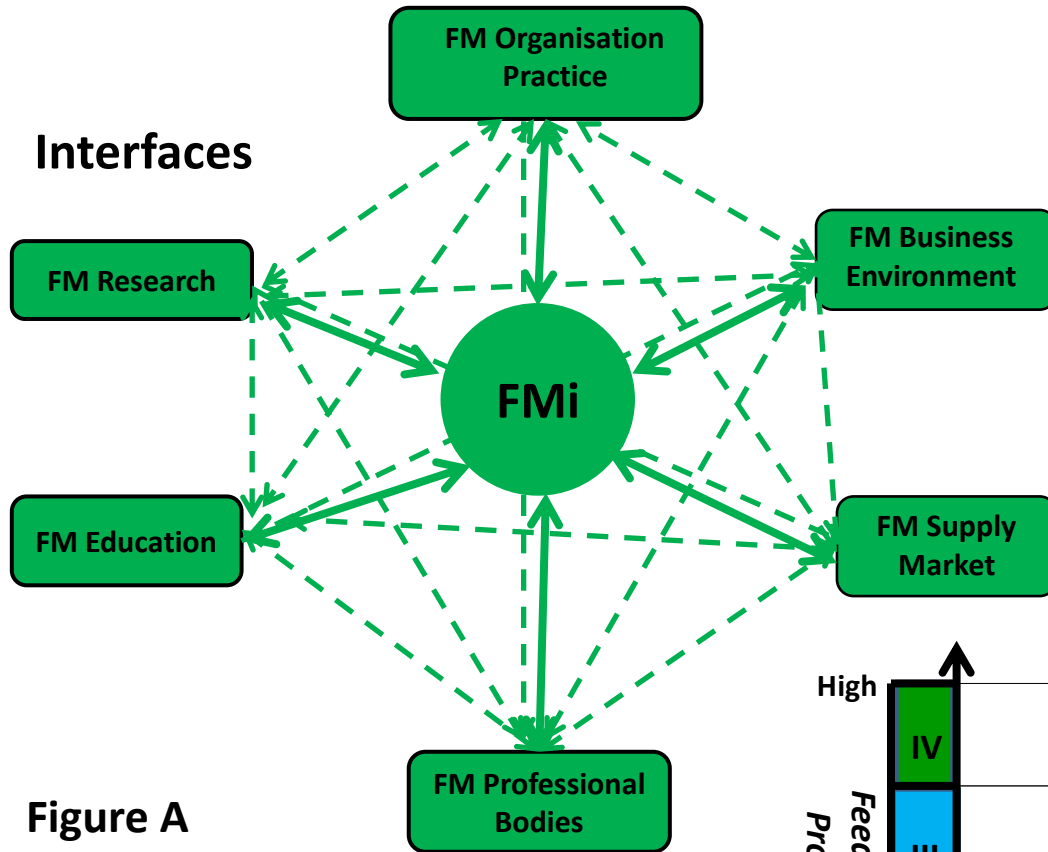 FM Organisation
Practice
Interfaces
FM Research
FM Business
Environment
FMi
FM Education
FM Supply
Market
High
IV
FM Professional
Bodies
Figure A